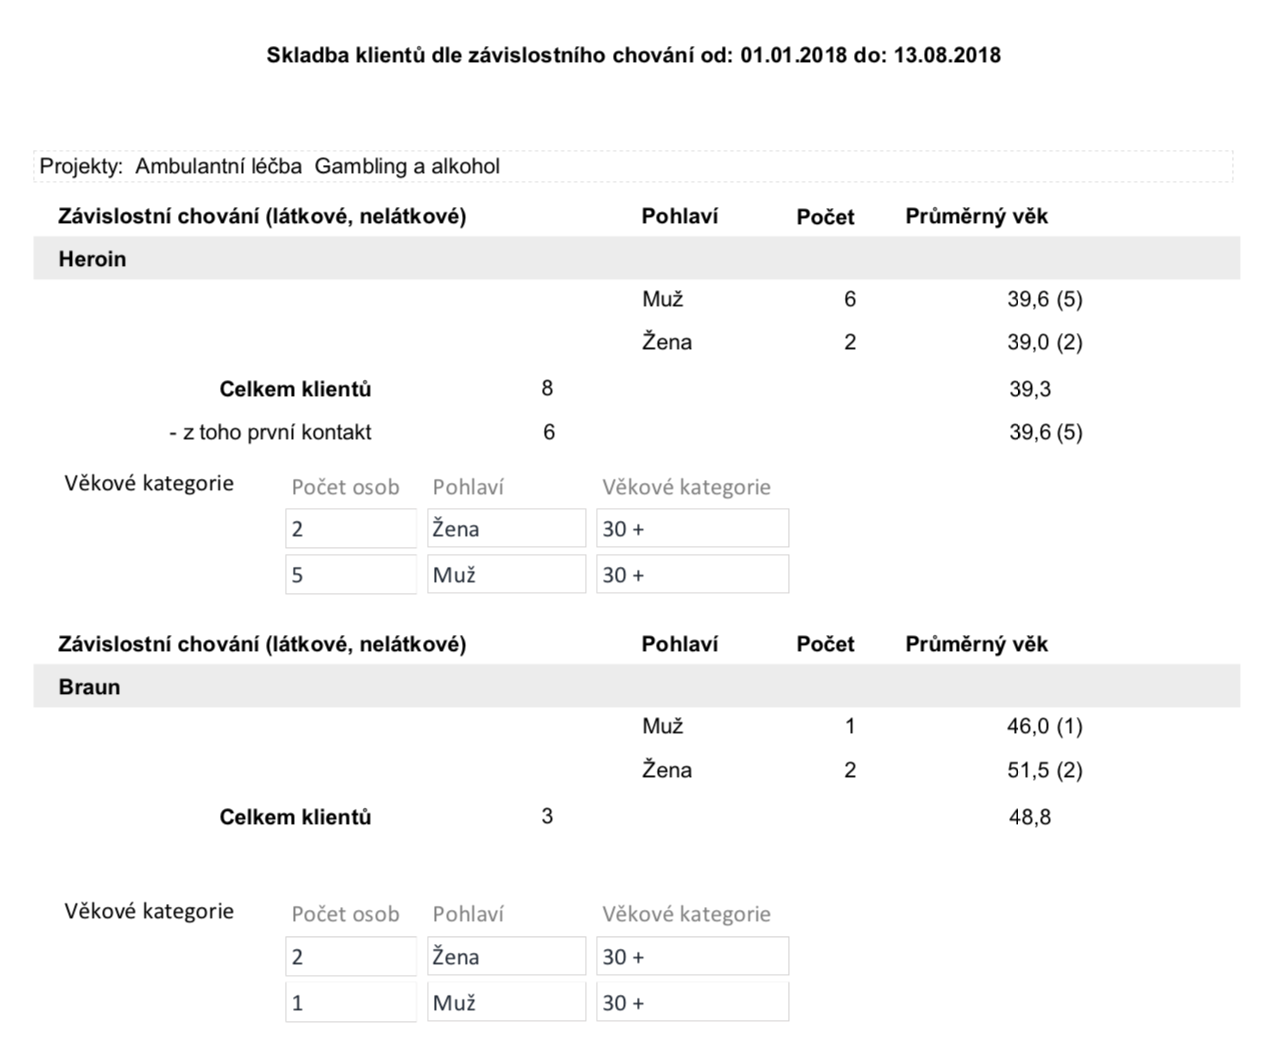 Skladba klientů dle závislostního chování od: 01.01.2018 do: 13.08.2018
Projekty: Ambulantní léčba Gambling a alkohol
Závislostní chování (látkové, nelátkové) Pohlaví Počet Průměrný věk
Heroin
Muž 6 39,6 (5)
Žena 2 39,0 (2)
Celkem klientů 8 39,3
- z toho první kontakt 6 39,6 (5)
Věkové kategorie Počet osob Pohlaví Věkové kategorie
2 Žena 30 +
5 Muž 30 +
Závislostní chování (látkové, nelátkové) Pohlaví Počet Průměrný věk
Braun
Muž 1 46,0 (1)
Žena 2 51,5 (2)
Celkem klientů 3 48,8
Věkové kategorie Počet osob Pohlaví Věkové kategorie
2 Žena 30 +
1 Muž 30 +